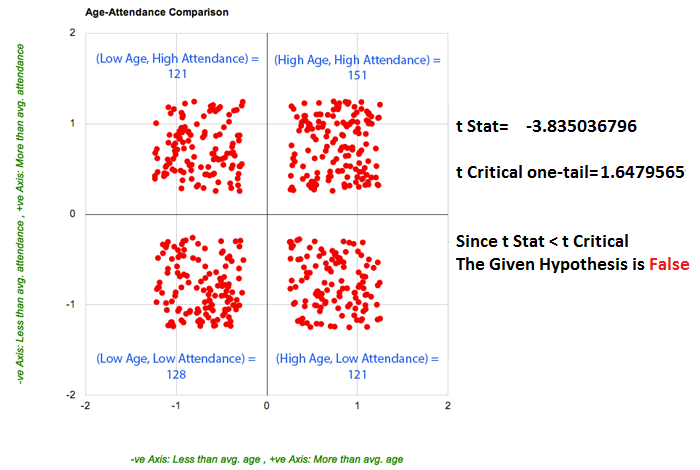 Age-Attendance Comparison
-ve Axis: Less than avg. attendance , +ve Axis: More than avg. attendance
2
1
0
-1
-2
(Low Age, High Attendance) =
121
(High Age, High Attendance) =
151
(Low Age, Low Attendance) =
128
(High Age, Low Attendance) =
121
-2
-1
0
1
2
-ve Axis: Less than avg. age , +ve Axis: More than avg. age
t Stat= -3.835036796
t Critical one-tail=1.6479565
Since t Stat < t Critical
The Given Hypothesis is False